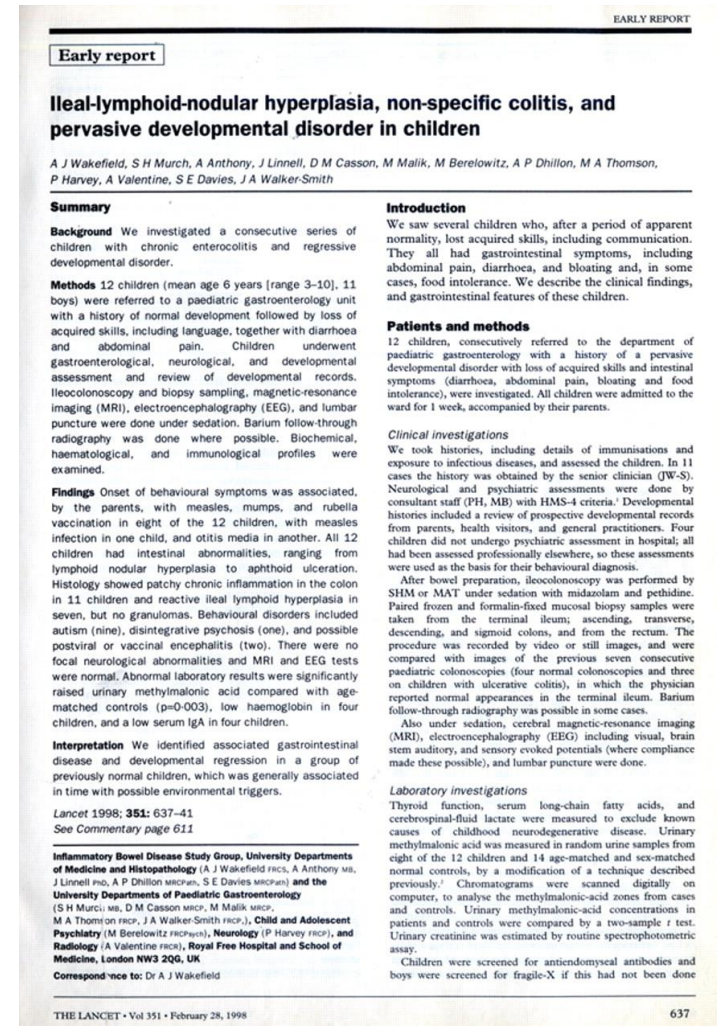 EARLY REPORT
Early report
Ileal-lymphoid-nodular hyperplasia, non-specific colitis, and
pervasive developmental disorder in children
A J Wakefield, S H Murch, A Anthony, J Linnell, D M Casson, M Malik, M Berelowitz, A P Dhillon, M A Thomson,
P Harvey, A Valentine, S E Davies, J A Walker-Smith
Summary
Background We investigated a consecutive series of
children with chronic enterocolitis and regressive
developmental disorder.
Methods 12 children (mean age 6 years [range 3–10], 11
boys) were referred to a paediatric gastroenterology unit
with a history of normal development followed by loss of
acquired skills, including language, together with diarrhoea
and abdominal pain. Children underwent
gastroenterological, neurological, and developmental
assessment and review of developmental records.
Ileocolonoscopy and biopsy sampling, magnetic-resonance
imaging (MRI), electroencephalography (EEG), and lumbar
puncture were done under sedation. Barium follow-through
radiography was done where possible. Biochemical,
haematological, and immunological profiles were
examined.
Findings Onset of behavioural symptoms was associated,
by the parents, with measles, mumps, and rubella
vaccination in eight of the 12 children, with measles
infection in one child, and otitis media in another. All 12
children had intestinal abnormalities, ranging from
lymphoid nodular hyperplasia to aphthoid ulceration.
Histology showed patchy chronic inflammation in the colon
in 11 children and reactive ileal lymphoid hyperplasia in
seven, but no granulomas. Behavioural disorders included
autism (nine), disintegrative psychosis (one), and possible
postviral or vaccinal encephalitis (two). There were no
focal neurological abnormalities and MRI and EEG tests
were normal. Abnormal laboratory results were significantly
raised urinary methylmalonic acid compared with age-
matched controls (p=0·003), low haemoglobin in four
children, and a low serum IgA in four children.
Interpretation We identified associated gastrointestinal
disease and developmental regression in a group of
previously normal children, which was generally associated
in time with possible environmental triggers.
Lancet 1998; 351: 637–41
See Commentary page 611
Inflammatory Bowel Disease Study Group, University Departments
of Medicine and Histopathology (A J Wakefield FRCS, A Anthony MB,
J Linnell PhD, A P Dhillon MRCPath, S E Davies MRCPath) and the
University Departments of Paediatric Gastroenterology
(S H Murch MB, D M Casson MRCP, M Malik MRCP,
M A Thomson FRCP, J A Walker-Smith FRCP,), Child and Adolescent
Psychiatry (M Berelowitz FRCPsych), Neurology (P Harvey FRCP), and
Radiology (A Valentine FRCR), Royal Free Hospital and School of
Medicine, London NW3 2QG, UK
Correspondence to: Dr A J Wakefield
Introduction
We saw several children who, after a period of apparent
normality, lost acquired skills, including communication.
They all had gastrointestinal symptoms, including
abdominal pain, diarrhoea, and bloating and, in some
cases, food intolerance. We describe the clinical findings,
and gastrointestinal features of these children.
Patients and methods
12 children, consecutively referred to the department of
paediatric gastroenterology with a history of a pervasive
developmental disorder with loss of acquired skills and intestinal
symptoms (diarrhoea, abdominal pain, bloating and food
intolerance), were investigated. All children were admitted to the
ward for 1 week, accompanied by their parents.
Clinical investigations
We took histories, including details of immunisations and
exposure to infectious diseases, and assessed the children. In 11
cases the history was obtained by the senior clinician (JW-S).
Neurological and psychiatric assessments were done by
consultant staff (PH, MB) with HMS-4 criteria.¹ Developmental
histories included a review of prospective developmental records
from parents, health visitors, and general practitioners. Four
children did not undergo psychiatric assessment in hospital; all
had been assessed professionally elsewhere, so these assessments
were used as the basis for their behavioural diagnosis.
After bowel preparation, ileocolonoscopy was performed by
SHM or MAT under sedation with midazolam and pethidine.
Paired frozen and formalin-fixed mucosal biopsy samples were
taken from the terminal ileum; ascending, transverse,
descending, and sigmoid colons, and from the rectum. The
procedure was recorded by video or still images, and were
compared with images of the previous seven consecutive
paediatric colonoscopies (four normal colonoscopies and three
on children with ulcerative colitis), in which the physician
reported normal appearances in the terminal ileum. Barium
follow-through radiography was possible in some cases.
Also under sedation, cerebral magnetic-resonance imaging
(MRI), electroencephalography (EEG) including visual, brain
stem auditory, and sensory evoked potentials (where compliance
made these possible), and lumbar puncture were done.
Laboratory investigations
Thyroid function, serum long-chain fatty acids, and
cerebrospinal-fluid lactate were measured to exclude known
causes of childhood neurodegenerative disease. Urinary
methylmalonic acid was measured in random urine samples from
eight of the 12 children and 14 age-matched and sex-matched
normal controls, by a modification of a technique described
previously.² Chromatograms were scanned digitally on
computer, to analyse the methylmalonic-acid zones from cases
and controls. Urinary methylmalonic-acid concentrations in
patients and controls were compared by a two-sample t test.
Urinary creatinine was estimated by routine spectrophotometric
assay.
Children were screened for antiendomyseal antibodies and
boys were screened for fragile-X if this had not been done
THE LANCET • Vol 351 • February 28, 1998
637